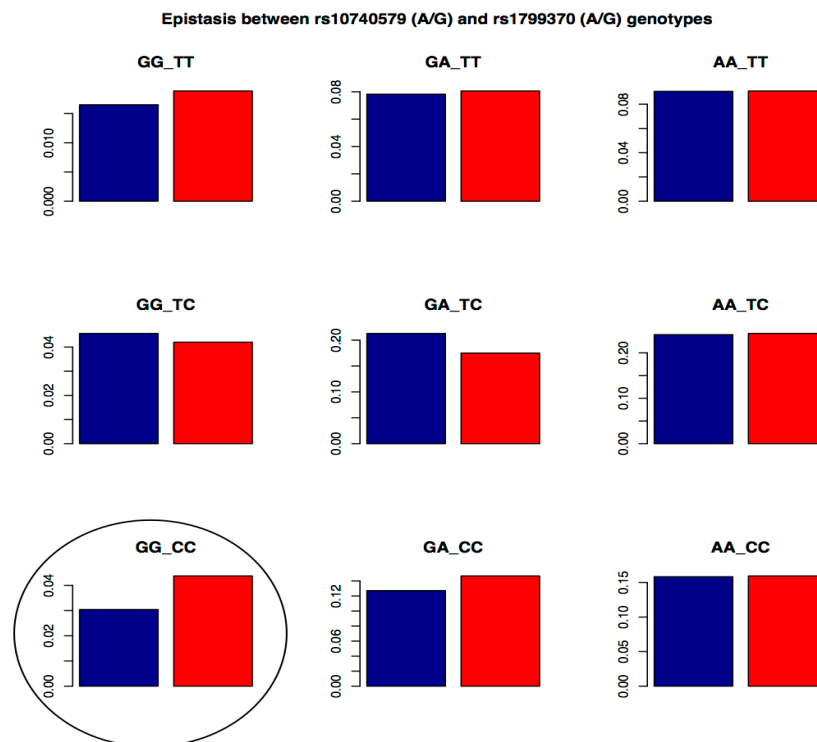 Epistasis between rs10740579 (A/G) and rs1799370 (A/G) genotypes
GG_TT
GA_TT
AA_TT
0.000 0.010
0.00 0.04 0.08
0.00 0.04 0.08
GG_TC
GA_TC
AA_TC
0.00 0.02 0.04
0.00 0.10 0.20
0.00 0.10 0.20
GG_CC
GA_CC
AA_CC
0.00 0.02 0.04
0.00 0.06 0.12
0.00 0.05 0.10 0.15